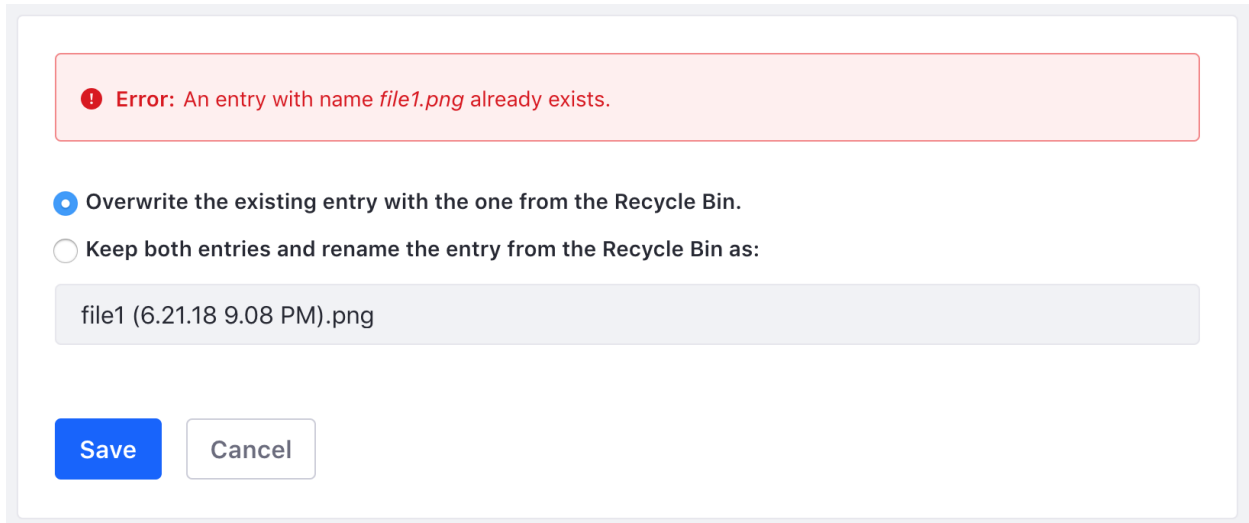 Error: An entry with name file1.png already exists.
Overwrite the existing entry with the one from the Recycle Bin.
Keep both entries and rename the entry from the Recycle Bin as:
file1 (6.21.18 9.08 PM).png
Save Cancel